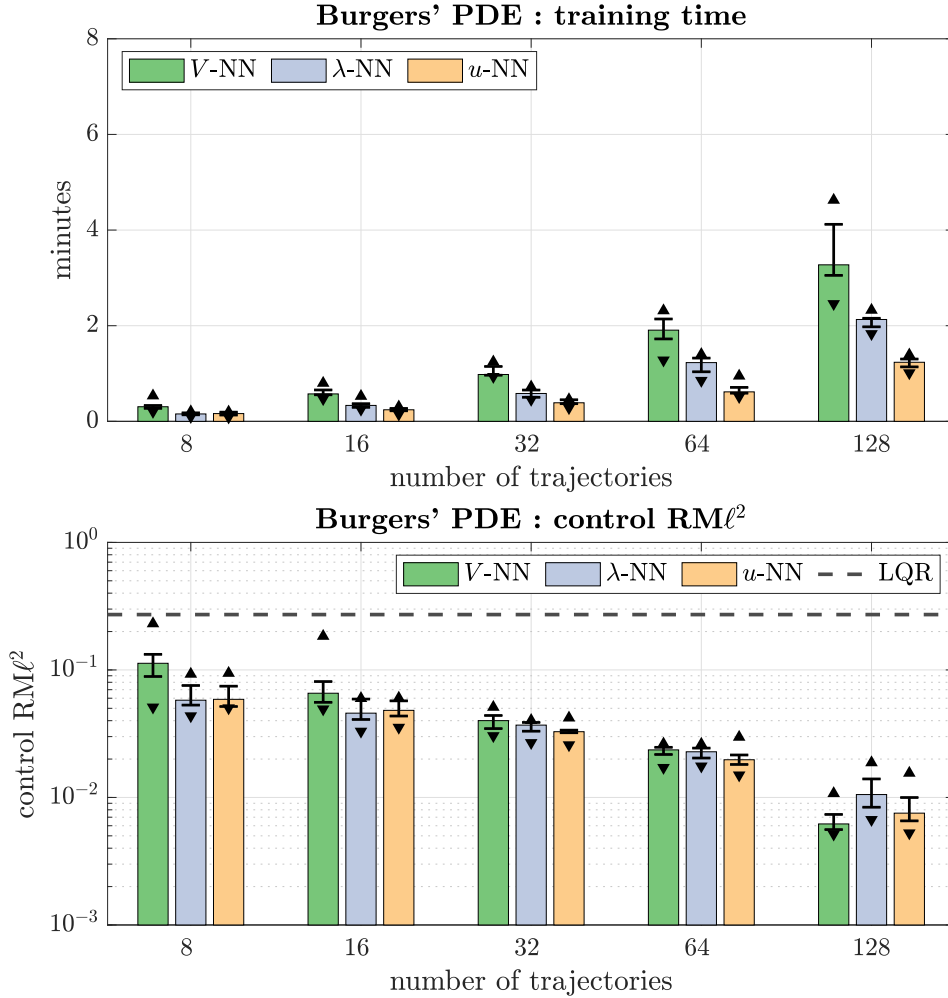 Burgers' PDE : training time
8
V-NN λ-NN u-NN
6
4
2
0
minutes
8 16 32 64 128
number of trajectories
Burgers' PDE : control RMℓ²
10⁰
V-NN λ-NN u-NN LQR
10⁻¹
10⁻²
10⁻³
control RMℓ²
8 16 32 64 128
number of trajectories